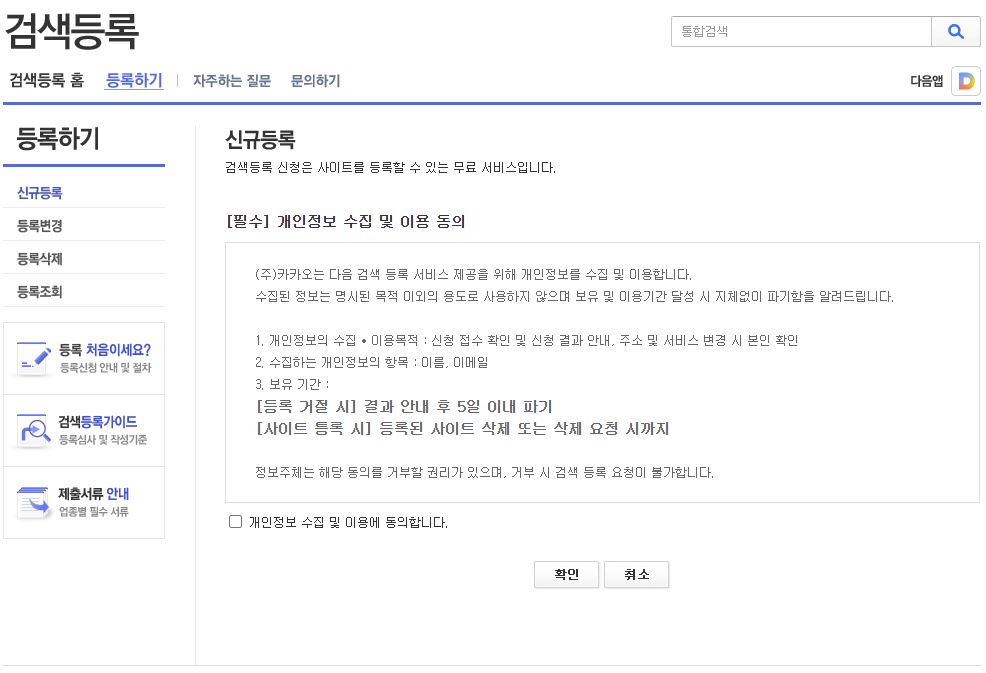 검색등록
통합검색
검색등록 홈 등록하기 자주하는 질문 문의하기
다음앱
등록하기
신규등록
등록변경
등록삭제
등록조회
등록 처음이세요?
등록신청 안내 및 절차
검색등록가이드
등록심사 및 작성기준
제출서류 안내
업종별 필수 서류
신규등록
검색등록 신청은 사이트를 등록할 수 있는 무료 서비스입니다.
[필수] 개인정보 수집 및 이용 동의
(주)카카오는 다음 검색 등록 서비스 제공을 위해 개인정보를 수집 및 이용합니다.
수집된 정보는 명시된 목적 이외의 용도로 사용하지 않으며 보유 및 이용기간 달성 시 지체없이 파기함을 알려드립니다.
1. 개인정보의 수집 • 이용목적 : 신청 접수 확인 및 신청 결과 안내, 주소 및 서비스 변경 시 본인 확인
2. 수집하는 개인정보의 항목 : 이름, 이메일
3. 보유 기간 :
[등록 거절 시] 결과 안내 후 5일 이내 파기
[사이트 등록 시] 등록된 사이트 삭제 또는 삭제 요청 시까지
정보주체는 해당 동의를 거부할 권리가 있으며, 거부 시 검색 등록 요청이 불가합니다.
개인정보 수집 및 이용에 동의합니다.
확인 취소